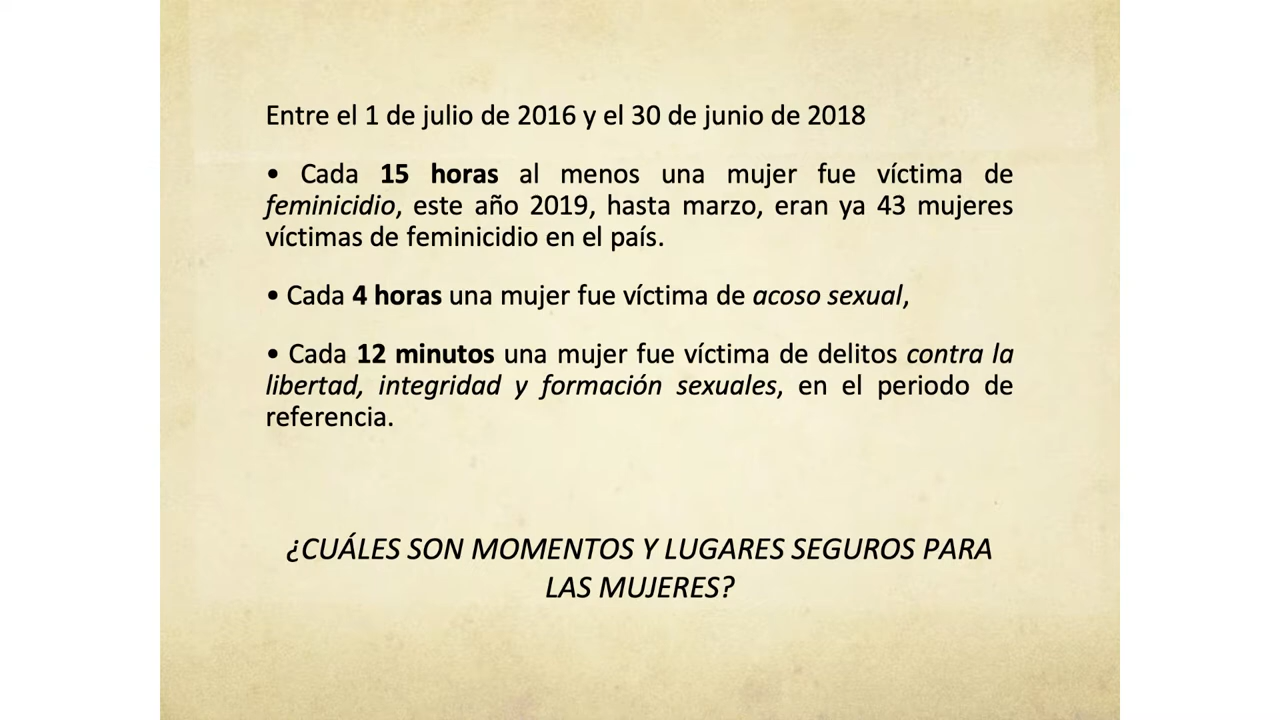 Entre el 1 de julio de 2016 y el 30 de junio de 2018
• Cada 15 horas al menos una mujer fue víctima de
feminicidio, este año 2019, hasta marzo, eran ya 43 mujeres
víctimas de feminicidio en el país.
• Cada 4 horas una mujer fue víctima de acoso sexual,
• Cada 12 minutos una mujer fue víctima de delitos contra la
libertad, integridad y formación sexuales, en el periodo de
referencia.
¿CUÁLES SON MOMENTOS Y LUGARES SEGUROS PARA
LAS MUJERES?